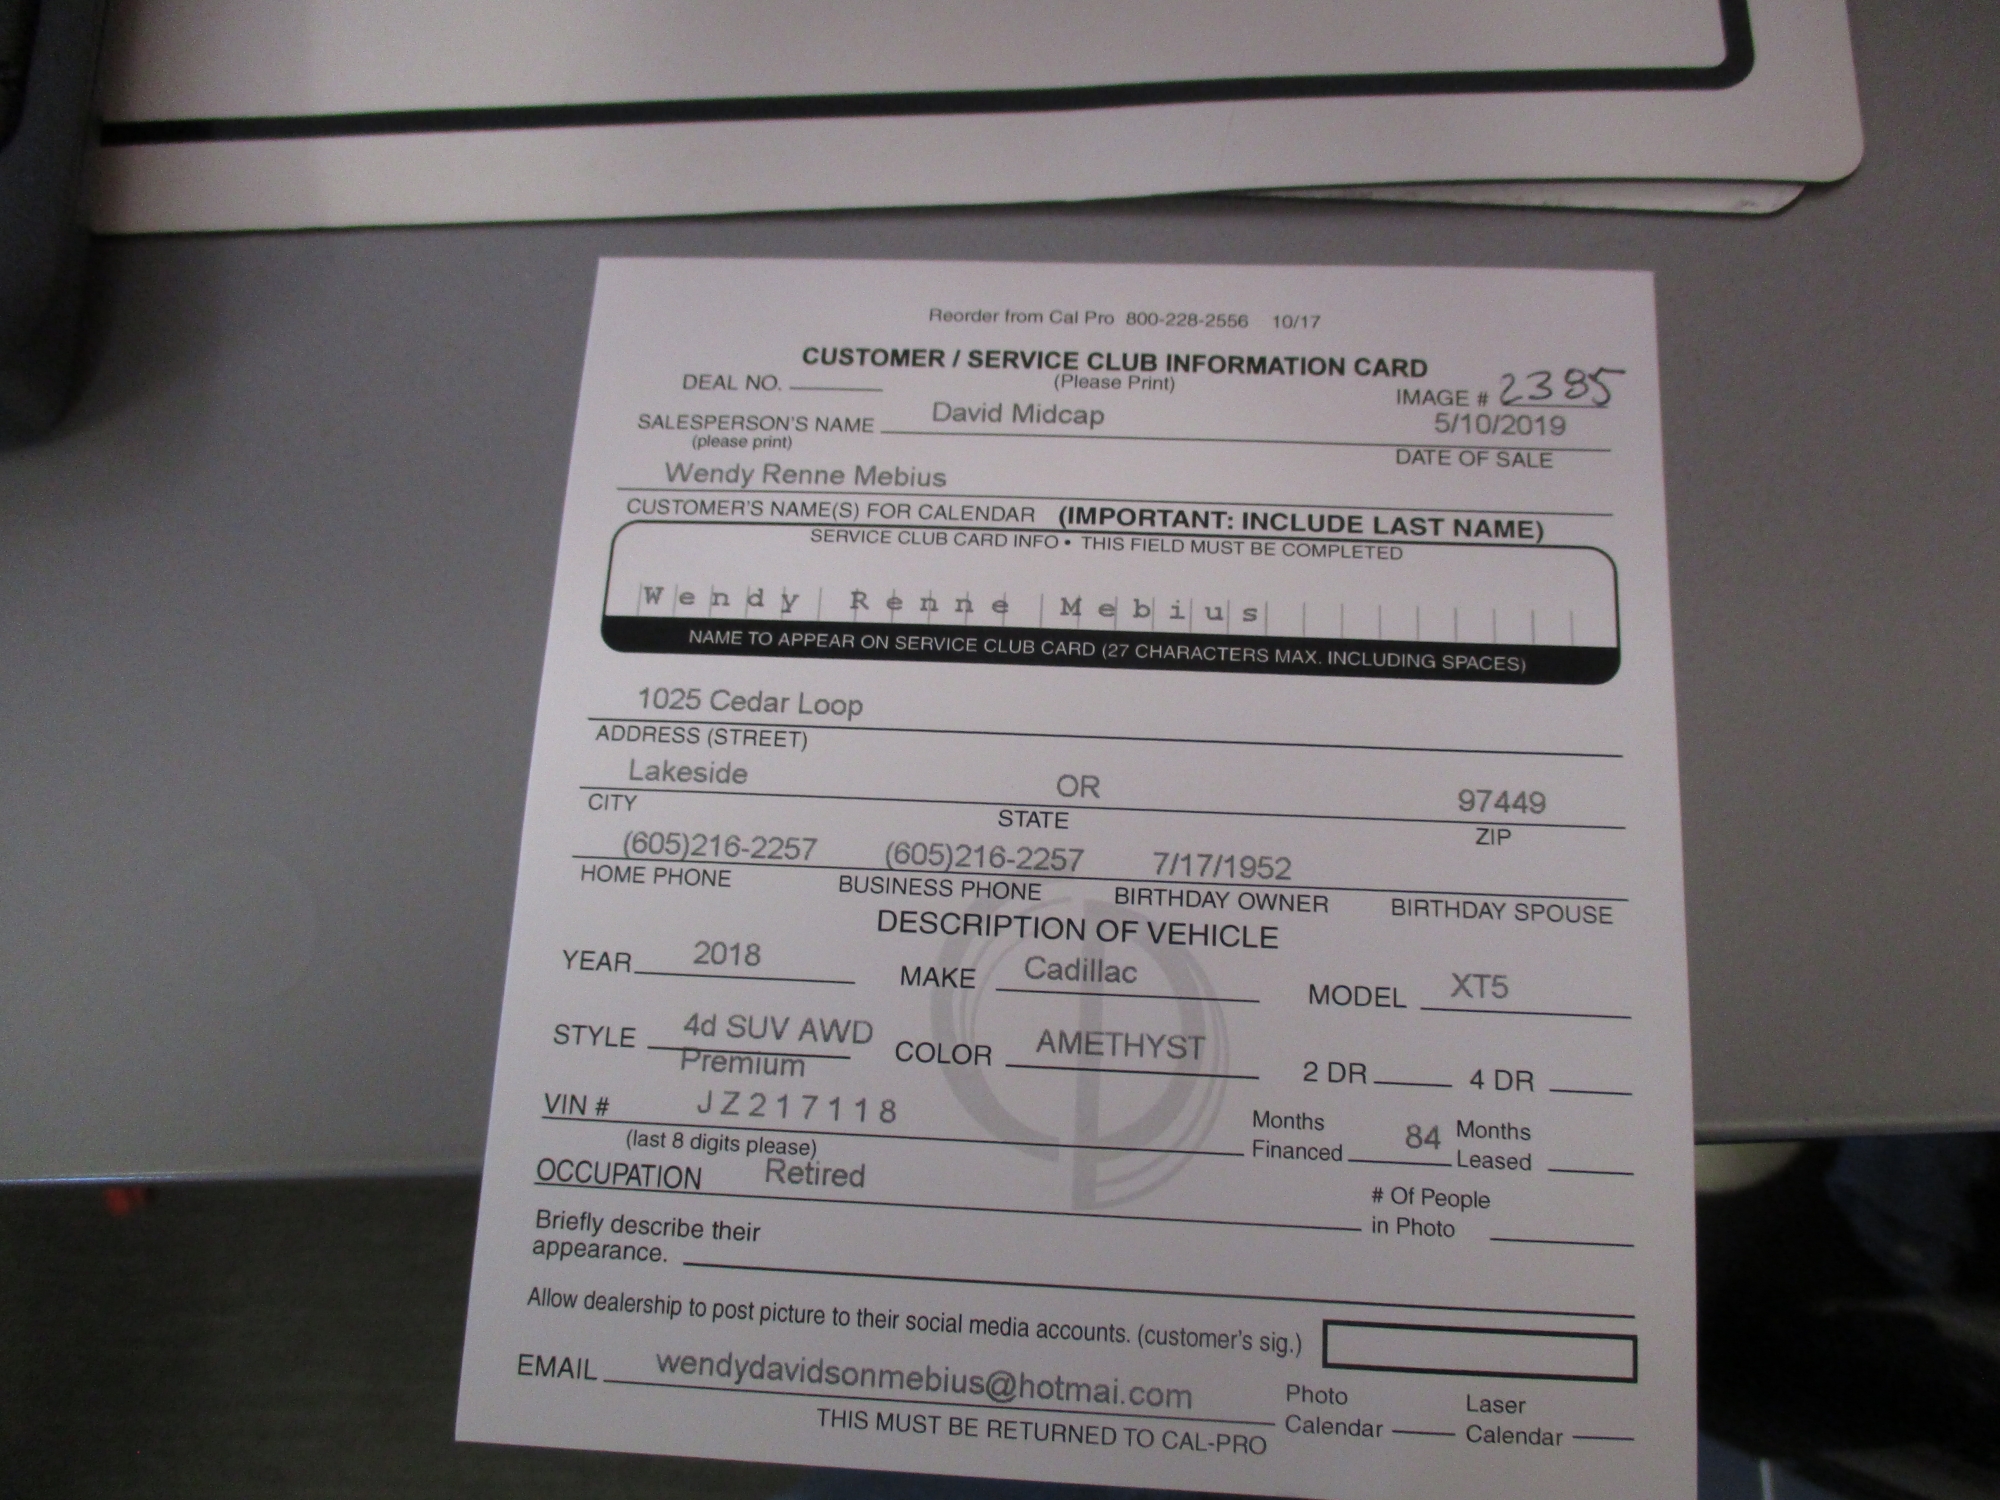 Reorder from Cal Pro 800-228-2556 10/17
CUSTOMER / SERVICE CLUB INFORMATION CARD
DEAL NO. (Please Print) IMAGE # 2385
SALESPERSON'S NAME David Midcap 5/10/2019
(please print) DATE OF SALE
Wendy Renne Mebius
CUSTOMER'S NAME(S) FOR CALENDAR (IMPORTANT: INCLUDE LAST NAME)
SERVICE CLUB CARD INFO • THIS FIELD MUST BE COMPLETED
Wendy Renne Mebius
NAME TO APPEAR ON SERVICE CLUB CARD (27 CHARACTERS MAX. INCLUDING SPACES)
1025 Cedar Loop
ADDRESS (STREET)
Lakeside OR 97449
CITY STATE ZIP
(605)216-2257 (605)216-2257 7/17/1952
HOME PHONE BUSINESS PHONE BIRTHDAY OWNER BIRTHDAY SPOUSE
DESCRIPTION OF VEHICLE
YEAR 2018 MAKE Cadillac MODEL XT5
STYLE 4d SUV AWD COLOR AMETHYST 2 DR 4 DR
Premium
VIN # JZ217118 Months Financed 84 Months Leased
(last 8 digits please)
OCCUPATION Retired # Of People in Photo
Briefly describe their
appearance.
Allow dealership to post picture to their social media accounts. (customer's sig.)
EMAIL wendydavidsonmebius@hotmai.com Photo Calendar Laser Calendar
THIS MUST BE RETURNED TO CAL-PRO